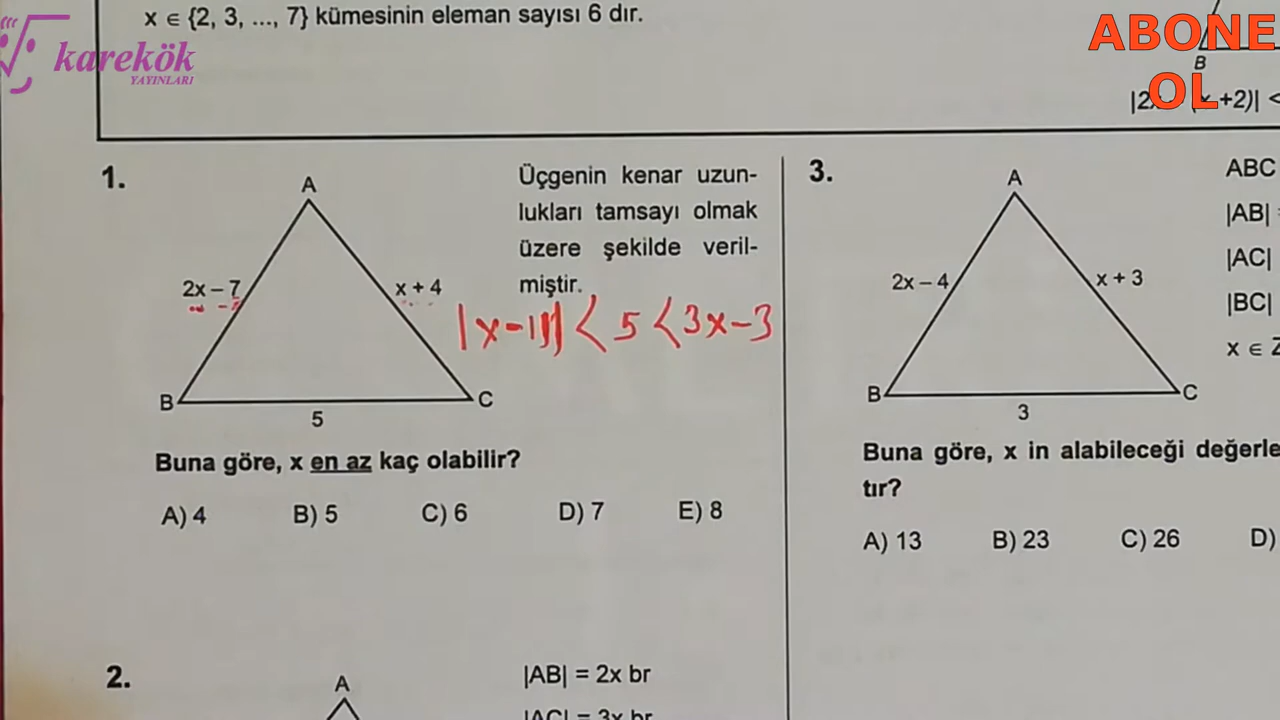 x ∈ {2, 3, ..., 7} kümesinin eleman sayısı 6 dır.
karekök
YAYINLARI
ABONE
OL
B
|2 +2)| <
1.
A
2x – 7
x + 4
B
C
5
Üçgenin kenar uzun-
lukları tamsayı olmak
üzere şekilde veril-
miştir.
|x-11| < 5 < 3x-3
Buna göre, x en az kaç olabilir?
A) 4 B) 5 C) 6 D) 7 E) 8
2.
A
|AB| = 2x br
|AC| = 3x br
3.
A
2x – 4
x + 3
B
C
3
ABC
|AB| =
|AC|
|BC|
x ∈ Z
Buna göre, x in alabileceği değerle
tır?
A) 13 B) 23 C) 26 D)